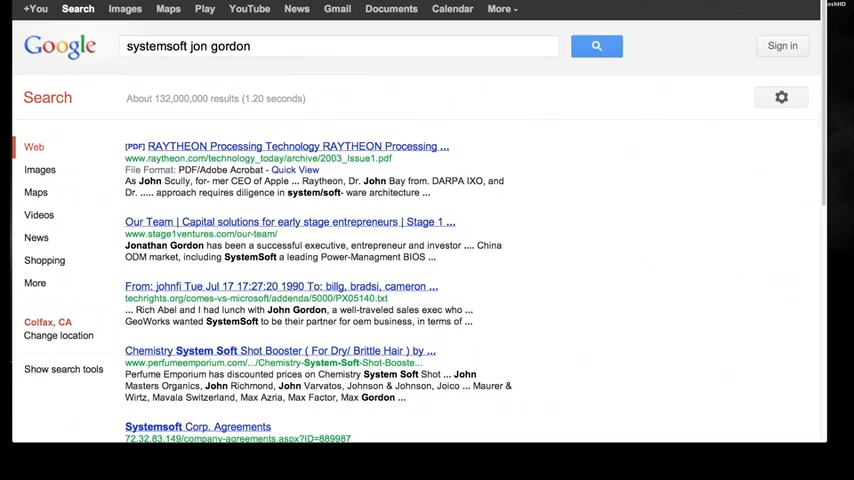 +You Search Images Maps Play YouTube News Gmail Documents Calendar More
oshHD
Google
systemsoft jon gordon
Sign in
Search
About 132,000,000 results (1.20 seconds)
Web
Images
Maps
Videos
News
Shopping
More
Colfax, CA
Change location
Show search tools
[PDF] RAYTHEON Processing Technology RAYTHEON Processing ...
www.raytheon.com/technology_today/archive/2003_Issue1.pdf
File Format: PDF/Adobe Acrobat - Quick View
As John Scully, for- mer CEO of Apple ... Raytheon, Dr. John Bay from. DARPA IXO, and
Dr. ..... approach requires diligence in system/soft- ware architecture ...
Our Team | Capital solutions for early stage entrepreneurs | Stage 1 ...
www.stage1ventures.com/our-team/
Jonathan Gordon has been a successful executive, entrepreneur and investor .... China
ODM market, including SystemSoft a leading Power-Managment BIOS ...
From: johnfi Tue Jul 17 17:27:20 1990 To: billg, bradsi, cameron ...
techrights.org/comes-vs-microsoft/addenda/5000/PX05140.txt
... Rich Abel and I had lunch with John Gordon, a well-traveled sales exec who ...
GeoWorks wanted SystemSoft to be their partner for oem business, in terms of ...
Chemistry System Soft Shot Booster ( For Dry/ Brittle Hair ) by ...
www.perfumeemporium.com/.../Chemistry-System-Soft-Shot-Booste...
Perfume Emporium has discounted prices on Chemistry System Soft Shot ... John
Masters Organics, John Richmond, John Varvatos, Johnson & Johnson, Joico ... Maurer &
Wirtz, Mavala Switzerland, Max Azria, Max Factor, Max Gordon ...
Systemsoft Corp. Agreements
72.32.83.149/company-agreements.aspx?ID=889987